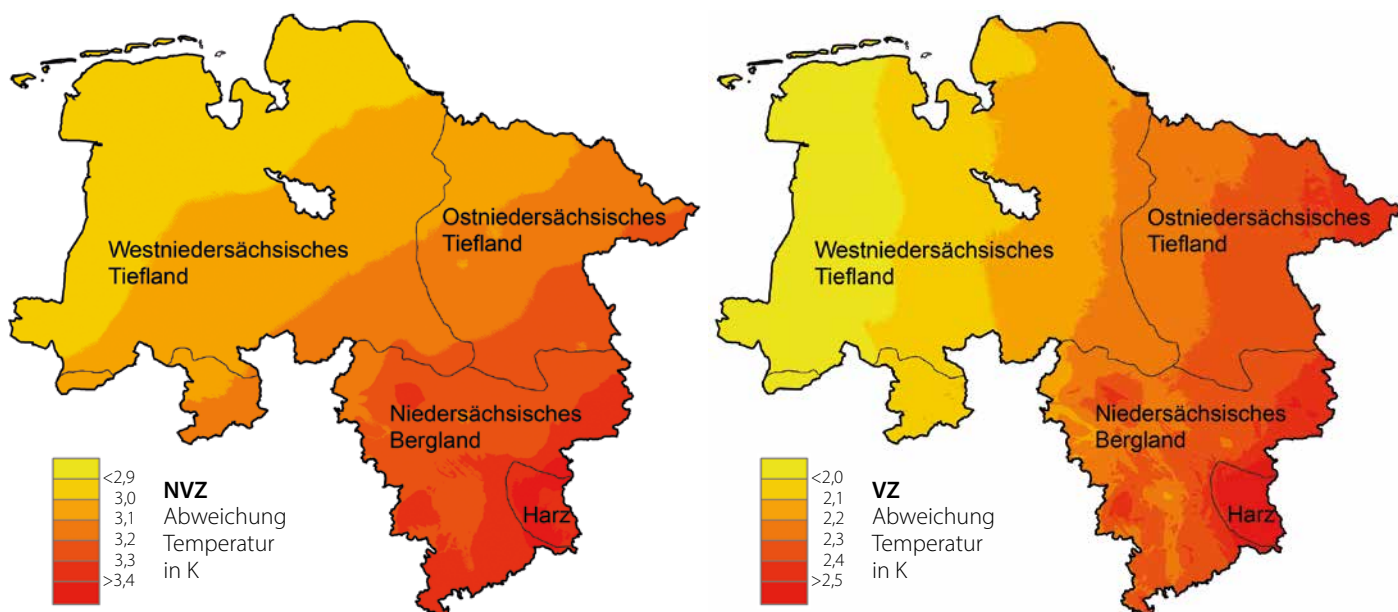 Westniedersächsisches
Tiefland
Ostniedersächsisches
Tiefland
Niedersächsisches
Bergland
Harz
<2,9
3,0
3,1
3,2
3,3
>3,4
NVZ
Abweichung
Temperatur
in K
Westniedersächsisches
Tiefland
Ostniedersächsisches
Tiefland
Niedersächsisches
Bergland
Harz
<2,0
2,1
2,2
2,3
2,4
>2,5
VZ
Abweichung
Temperatur
in K